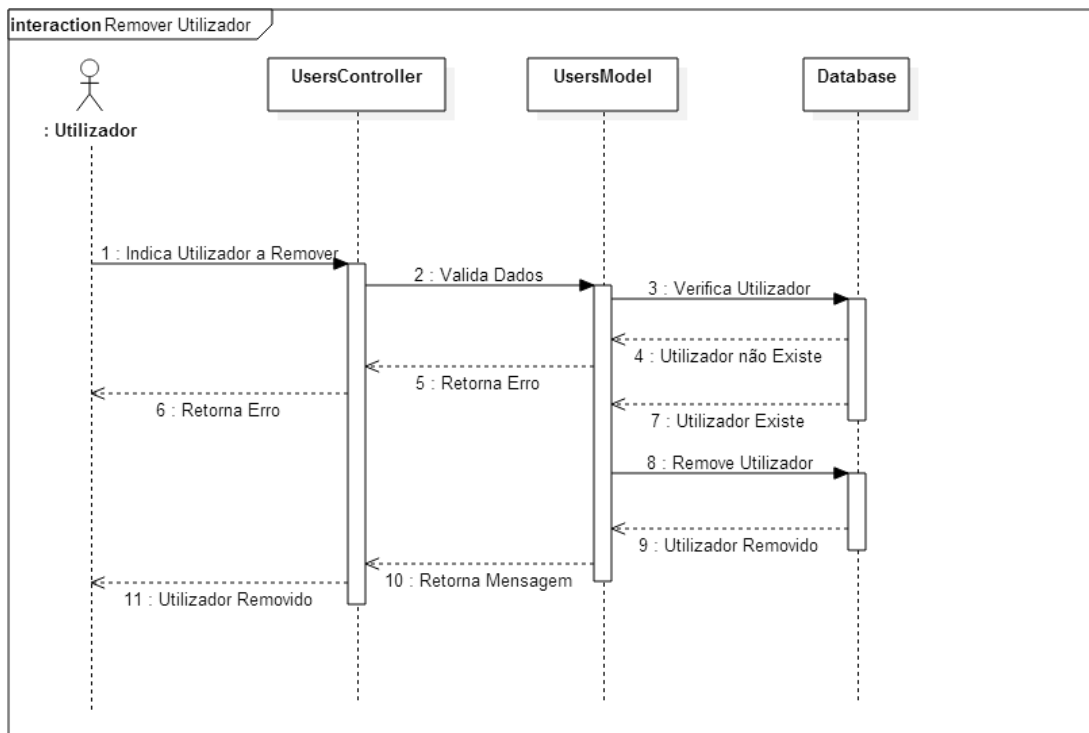 interaction Remover Utilizador
UsersController
UsersModel
Database
: Utilizador
1 : Indica Utilizador a Remover
2 : Valida Dados
3 : Verifica Utilizador
4 : Utilizador não Existe
5 : Retorna Erro
6 : Retorna Erro
7 : Utilizador Existe
8 : Remove Utilizador
9 : Utilizador Removido
10 : Retorna Mensagem
11 : Utilizador Removido